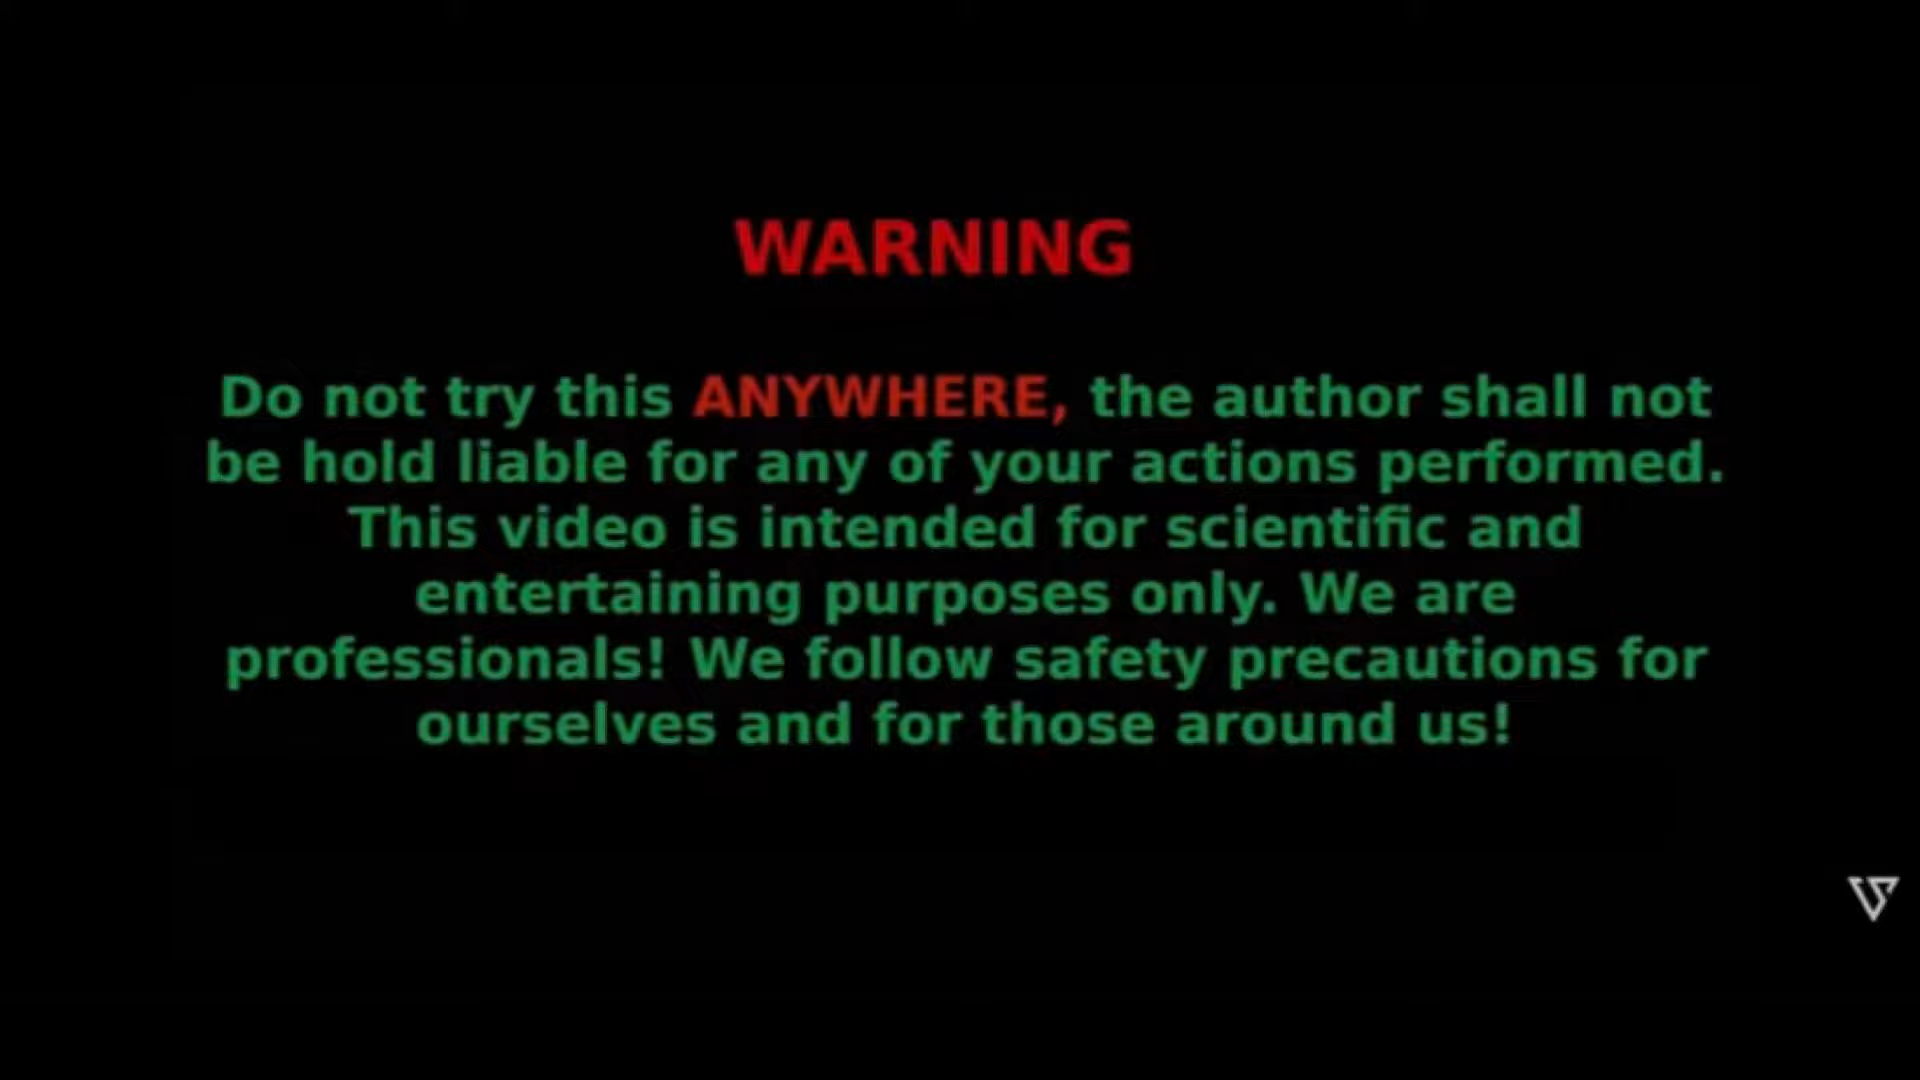 WARNING
Do not try this ANYWHERE, the author shall not
be hold liable for any of your actions performed.
This video is intended for scientific and
entertaining purposes only. We are
professionals! We follow safety precautions for
ourselves and for those around us!